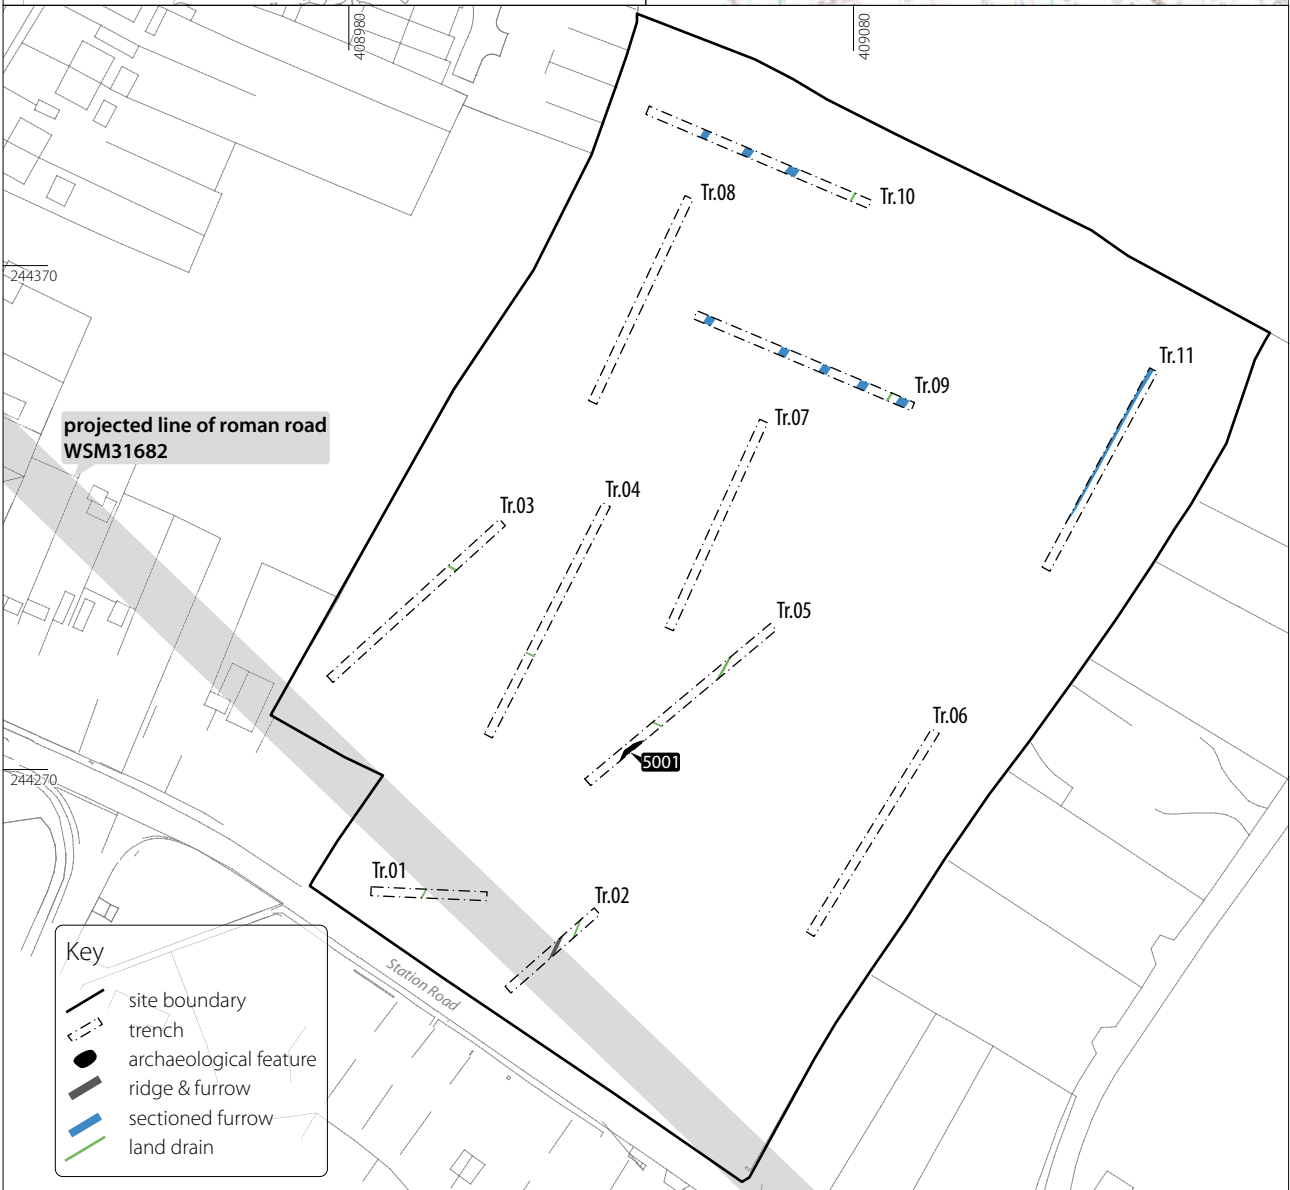 408980
409080
Tr.10
Tr.08
244370
Tr.11
Tr.09
projected line of roman road
WSM31682
Tr.07
Tr.04
Tr.03
Tr.05
Tr.06
5001
244270
Tr.01
Tr.02
Station Road
Key
site boundary
trench
archaeological feature
ridge & furrow
sectioned furrow
land drain